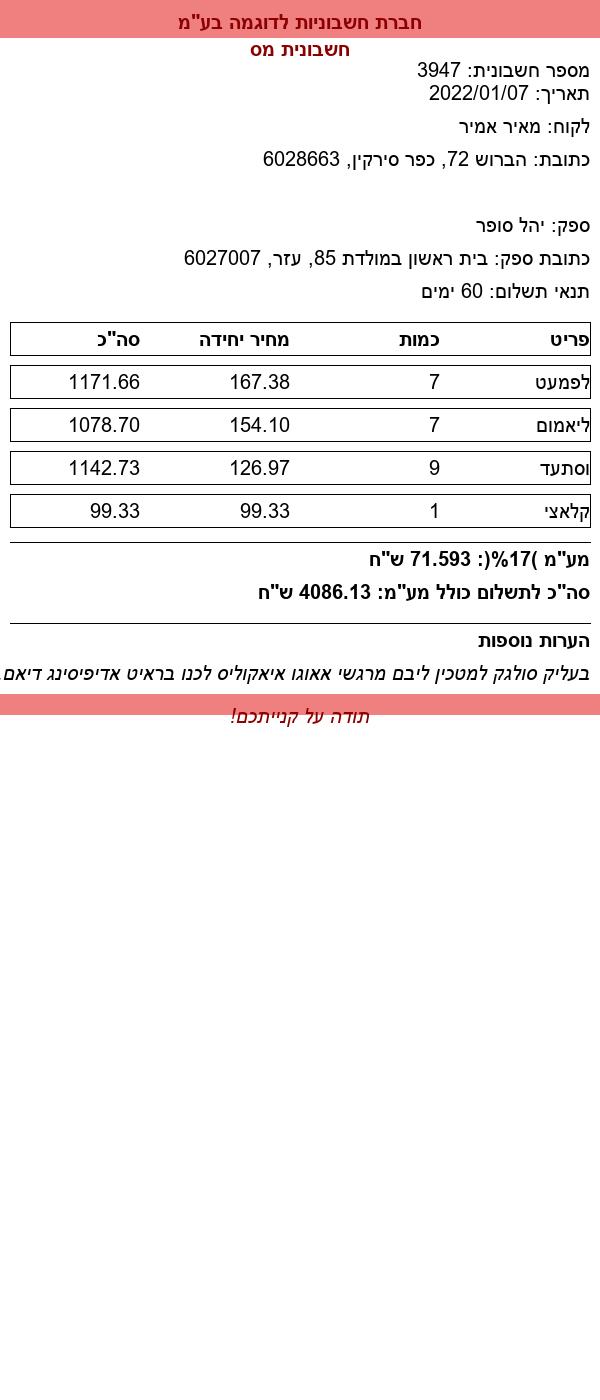 חברת חשבוניות לדוגמה בע"מ
חשבונית מס
מספר חשבונית: 3947
תאריך: 2022/01/07
לקוח: מאיר אמיר
כתובת: הברוש 72, כפר סירקין, 6028663
ספק: יהל סופר
כתובת ספק: בית ראשון במולדת 85, עזר, 6027007
תנאי תשלום: 60 ימים
פריט כמות מחיר יחידה סה"כ
לפמעט 7 167.38 1171.66
ליאמום 7 154.10 1078.70
וסתעד 9 126.97 1142.73
קלאצי 1 99.33 99.33
מע"מ )17%(: 71.593 ש"ח
סה"כ לתשלום כולל מע"מ: 4086.13 ש"ח
הערות נוספות
בעליק סולגק למטכין ליבם מרגשי אאוגו איאקוליס לכנו בראיט אדיפיסינג דיאם.
תודה על קנייתכם!